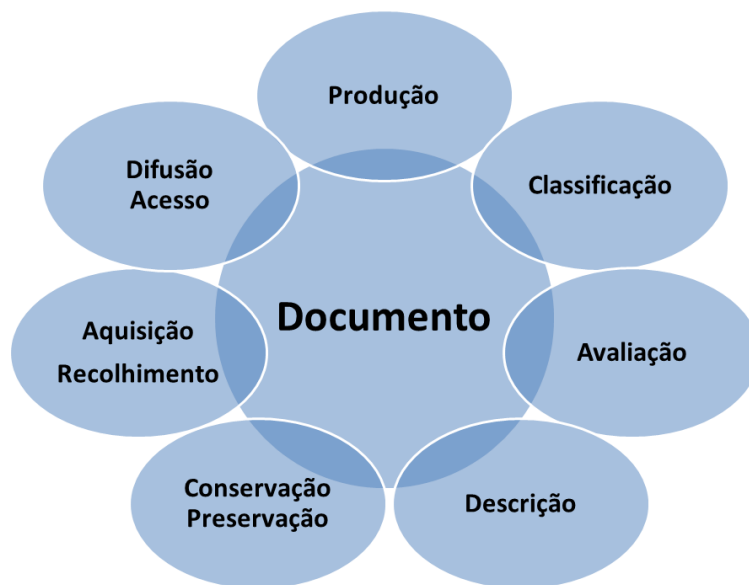 Produção
Difusão
Acesso
Classificação
Documento
Aquisição
Recolhimento
Avaliação
Conservação
Preservação
Descrição